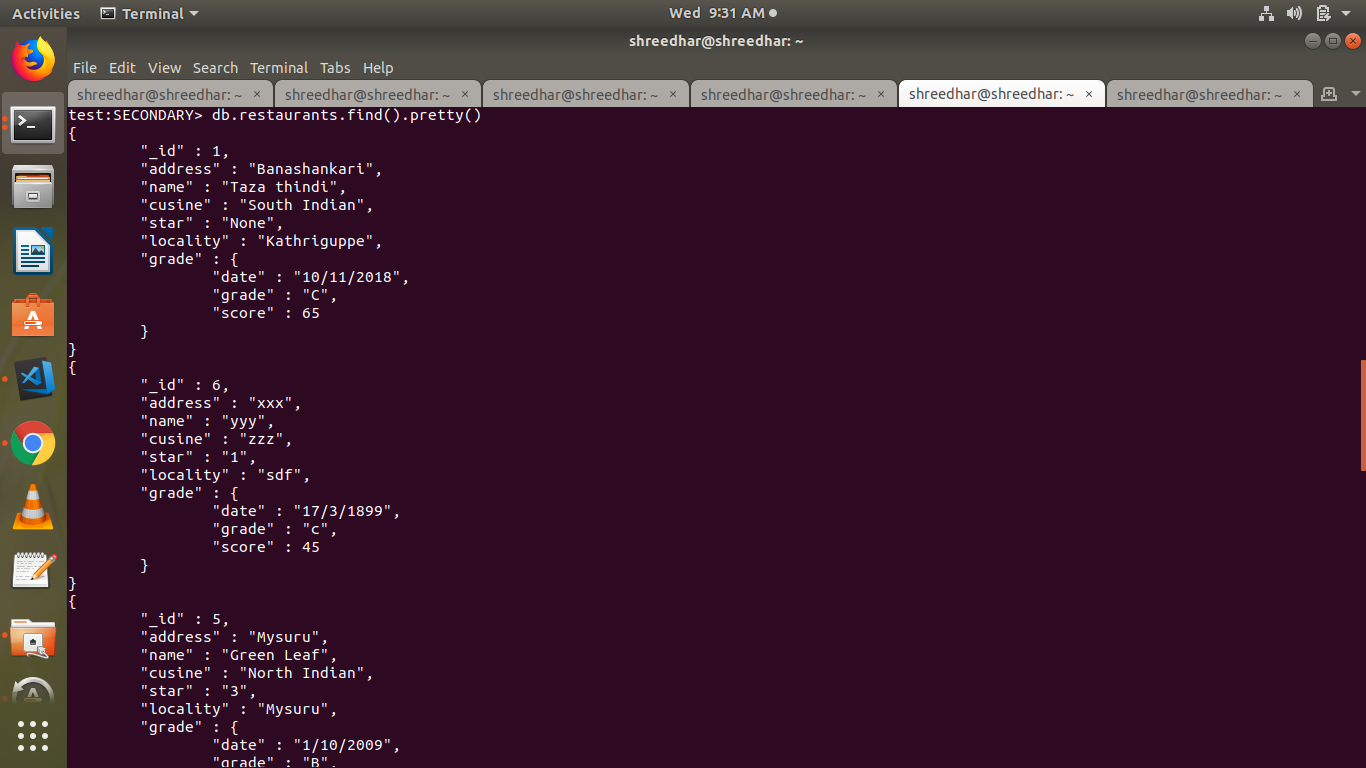 Activities Terminal Wed 9:31 AM
shreedhar@shreedhar: ~
File Edit View Search Terminal Tabs Help
shreedhar@shreedhar: ~ × shreedhar@shreedhar: ~ × shreedhar@shreedhar: ~ × shreedhar@shreedhar: ~ × shreedhar@shreedhar: ~ × shreedhar@shreedhar: ~ ×
test:SECONDARY> db.restaurants.find().pretty()
{
"_id" : 1,
"address" : "Banashankari",
"name" : "Taza thindi",
"cusine" : "South Indian",
"star" : "None",
"locality" : "Kathriguppe",
"grade" : {
"date" : "10/11/2018",
"grade" : "C",
"score" : 65
}
}
{
"_id" : 6,
"address" : "xxx",
"name" : "yyy",
"cusine" : "zzz",
"star" : "1",
"locality" : "sdf",
"grade" : {
"date" : "17/3/1899",
"grade" : "c",
"score" : 45
}
}
{
"_id" : 5,
"address" : "Mysuru",
"name" : "Green Leaf",
"cusine" : "North Indian",
"star" : "3",
"locality" : "Mysuru",
"grade" : {
"date" : "1/10/2009",
"grade" : "B",